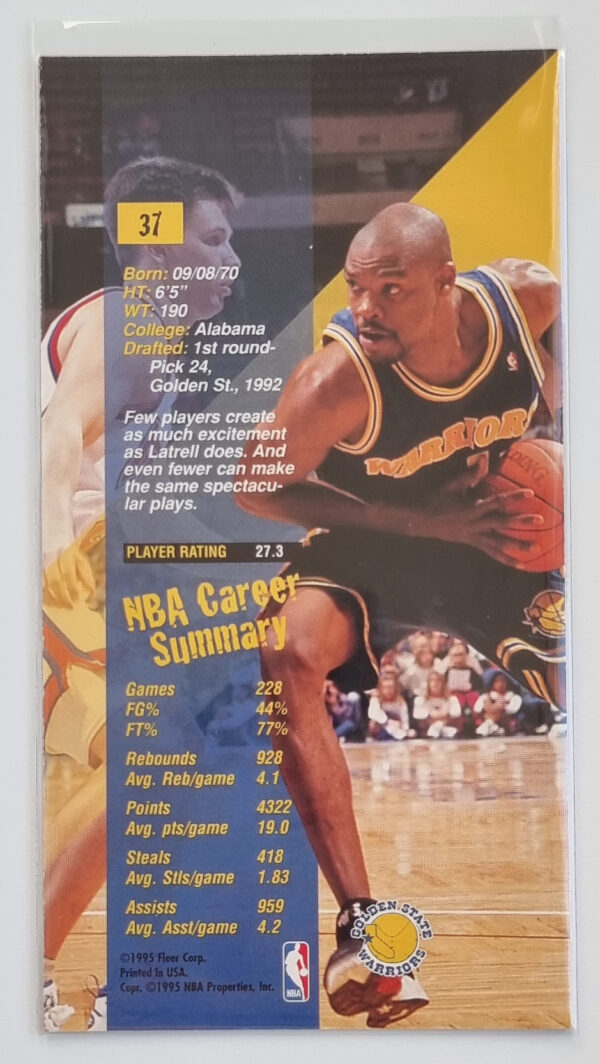 37
Born: 09/08/70
HT: 6'5"
WT: 190
College: Alabama
Drafted: 1st round-
Pick 24,
Golden St., 1992
Few players create
as much excitement
as Latrell does. And
even fewer can make
the same spectacu-
lar plays.
PLAYER RATING 27.3
NBA Career
Summary
Games 228
FG% 44%
FT% 77%
Rebounds 928
Avg. Reb/game 4.1
Points 4322
Avg. pts/game 19.0
Steals 418
Avg. Stls/game 1.83
Assists 959
Avg. Asst/game 4.2
©1995 Fleer Corp.
Printed In USA.
Copr. ©1995 NBA Properties, Inc.
NBA
GOLDEN STATE
WARRIORS
WARRIORS